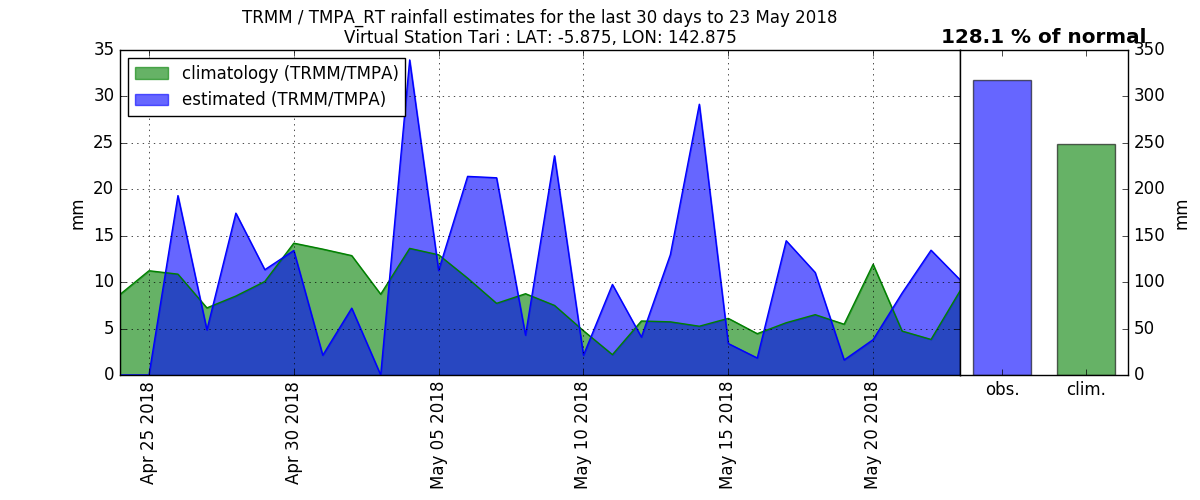 TRMM / TMPA_RT rainfall estimates for the last 30 days to 23 May 2018
Virtual Station Tari : LAT: -5.875, LON: 142.875
128.1 % of normal
climatology (TRMM/TMPA)
estimated (TRMM/TMPA)
35
30
25
20
15
10
5
0
mm
Apr 25 2018
Apr 30 2018
May 05 2018
May 10 2018
May 15 2018
May 20 2018
350
300
250
200
150
100
50
0
mm
obs.
clim.